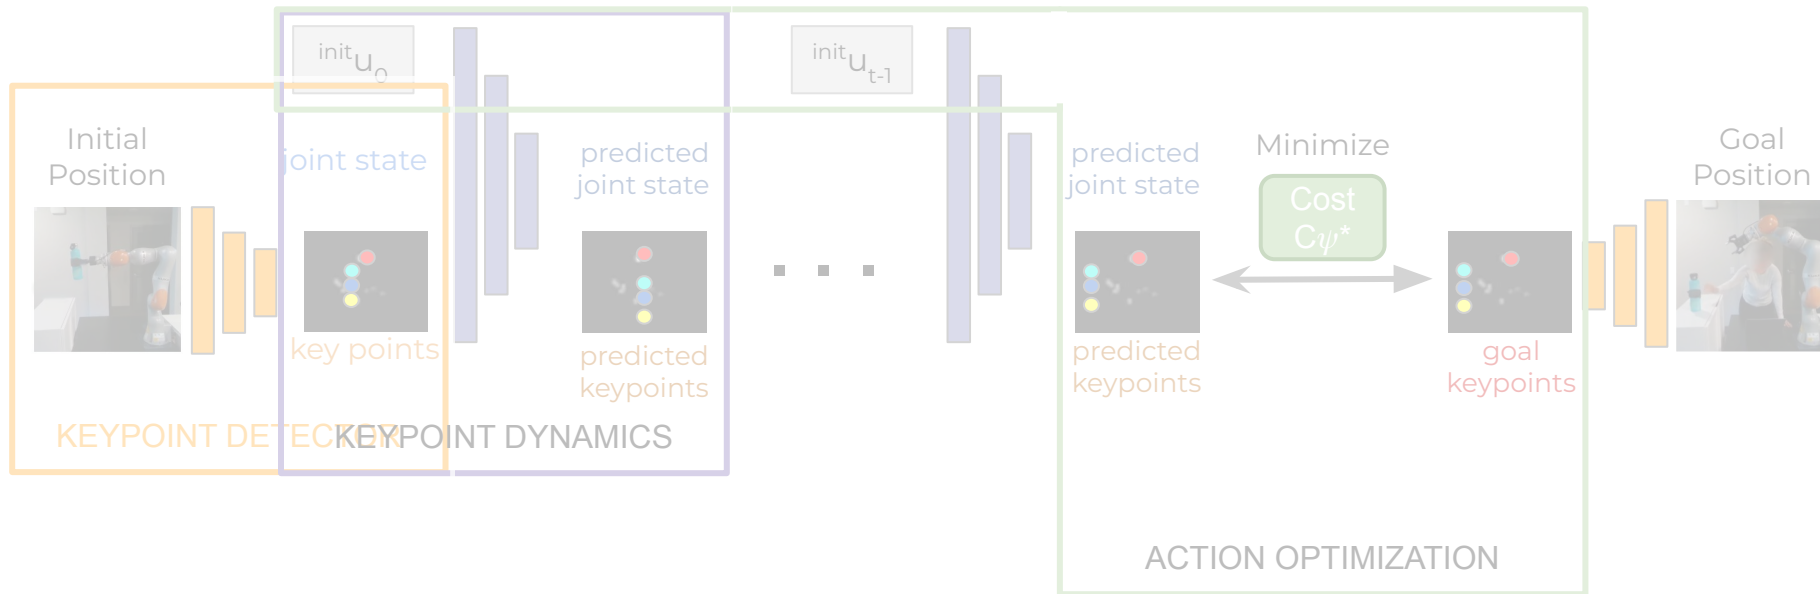 init u0
init ut-1
Initial
Position
joint state
predicted
joint state
predicted
joint state
Minimize
Cost
Cψ*
Goal
Position
key points
predicted
keypoints
predicted
keypoints
goal
keypoints
KEYPOINT DETECTOR
KEYPOINT DYNAMICS
. . .
ACTION OPTIMIZATION